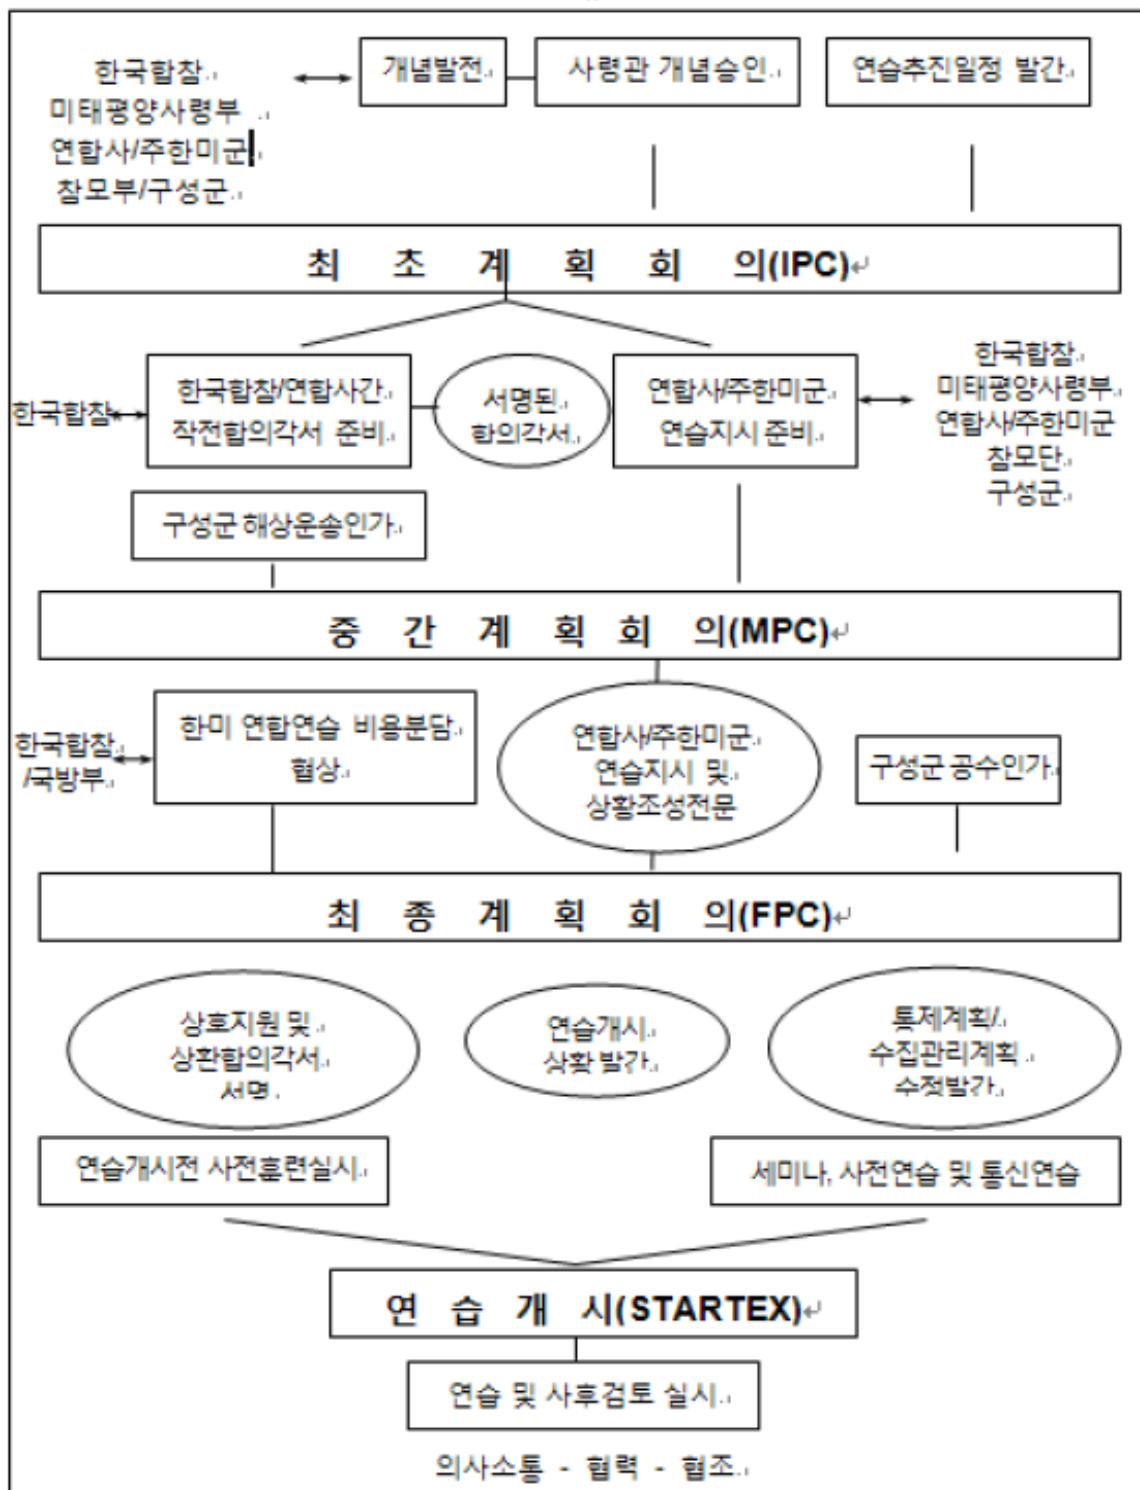 한국합참
미태평양사령부
연합사/주한미군
참모부/구성군
개념발전
사령관 개념승인
연습추진일정 발간
최 초 계 획 회 의(IPC)
한국합참
한국합참/연합사간
작전합의각서 준비
서명된
합의각서
연합사/주한미군
연습지시 준비
한국합참
미태평양사령부
연합사/주한미군
참모단
구성군
구성군 해상운송인가
중 간 계 획 회 의(MPC)
한국합참
/국방부
한미 연합연습 비용분담
협상
연합사/주한미군
연습지시 및
상황조성전문
구성군 공수인가
최 종 계 획 회 의(FPC)
상호지원 및
상환합의각서
서명
연습개시
상황 발간
통제계획/
수집관리계획
수정발간
연습개시전 사전훈련실시
세미나, 사전연습 및 통신연습
연 습 개 시(STARTEX)
연습 및 사후검토 실시
의사소통 - 협력 - 협조